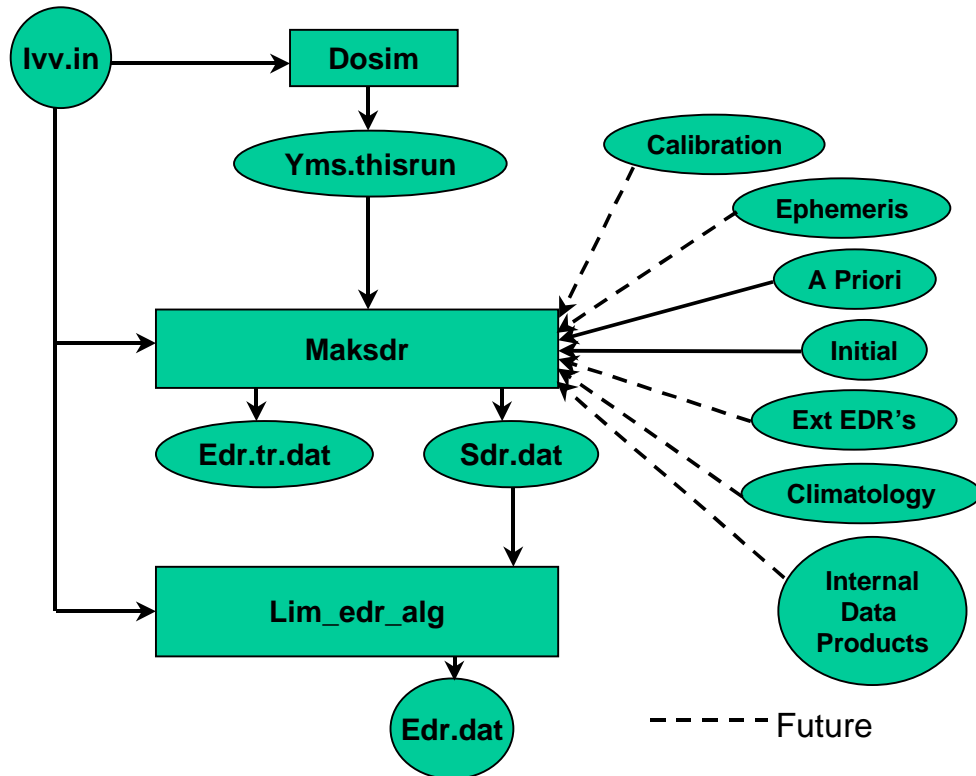 Ivv.in
Dosim
Yms.thisrun
Calibration
Ephemeris
A Priori
Maksdr
Initial
Ext EDR's
Edr.tr.dat
Sdr.dat
Climatology
Internal
Data
Products
Lim_edr_alg
Edr.dat
Future